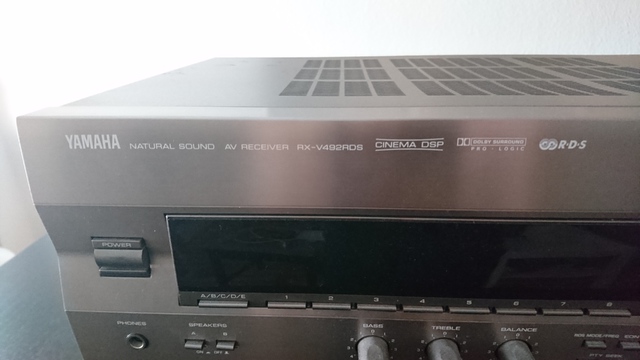 YAMAHA NATURAL SOUND AV RECEIVER RX-V492RDS CINEMA DSP DOLBY SURROUND PRO · LOGIC R·D·S
POWER
A/B/C/D/E 1 2 3 4 5 6 7 8
PHONES SPEAKERS BASS TREBLE BALANCE